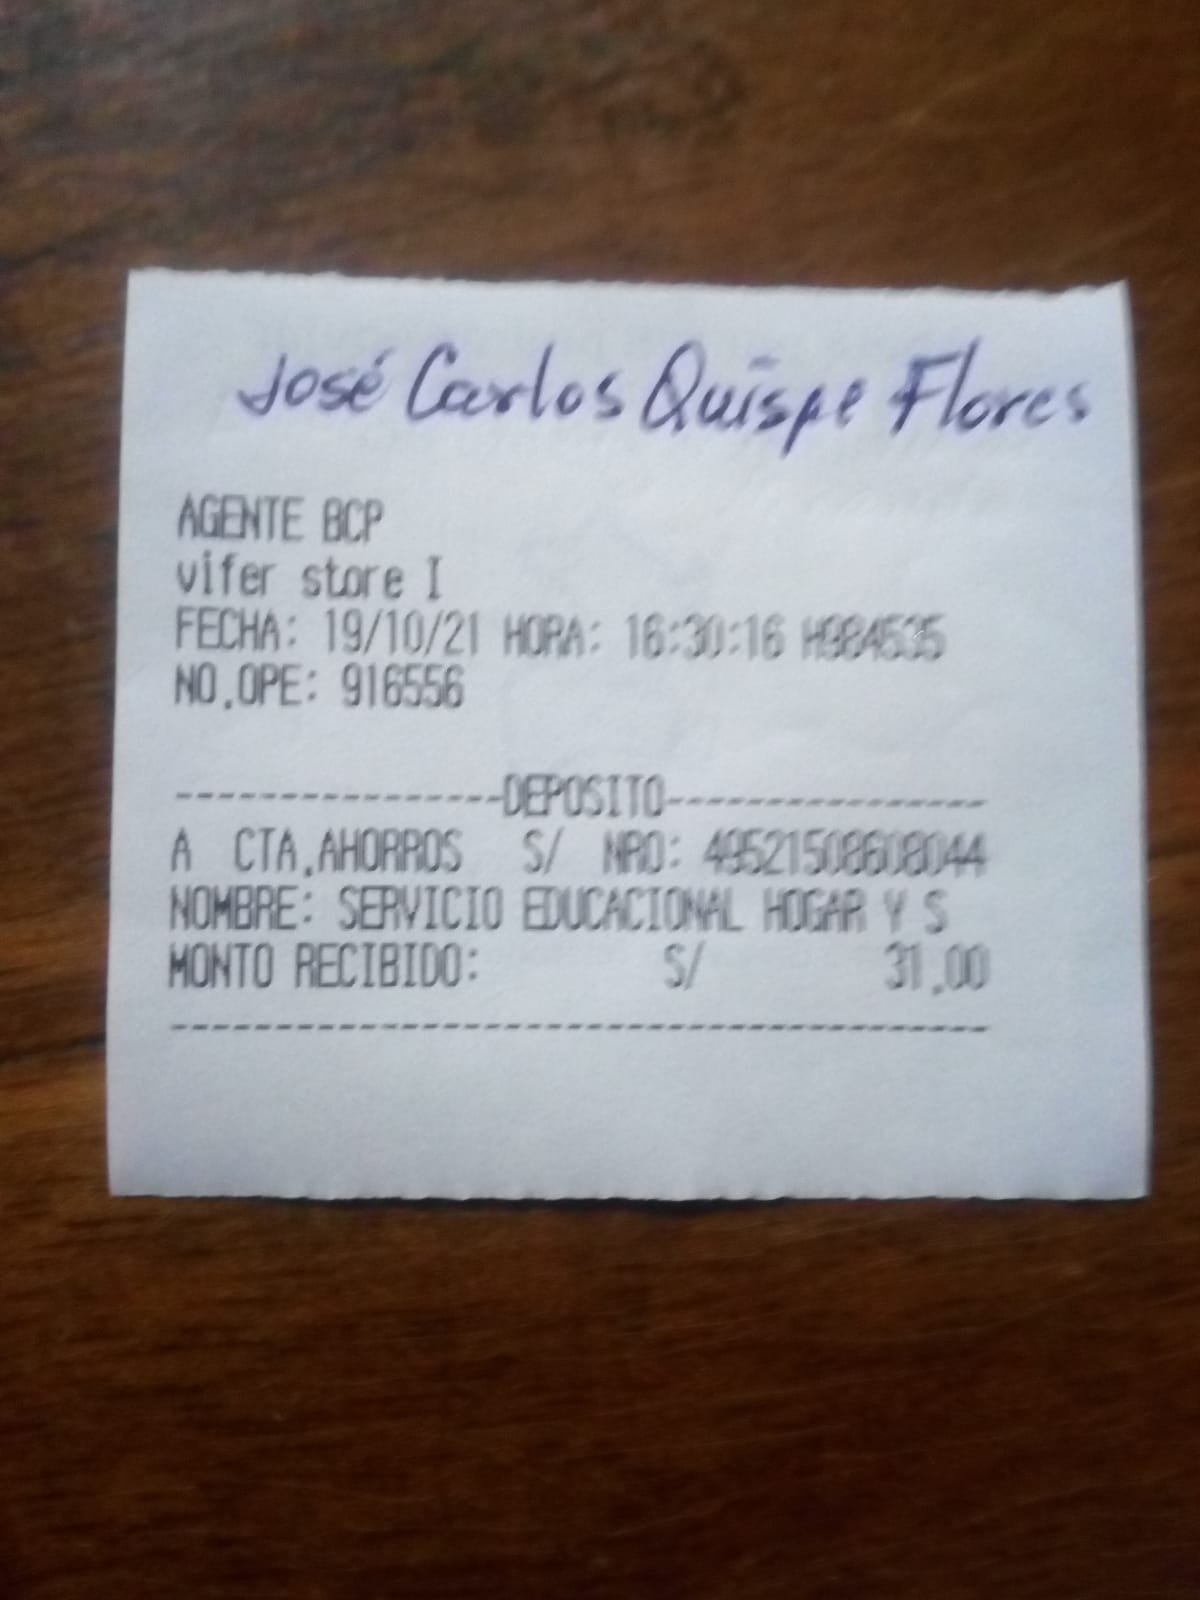 José Carlos Quispe Flores
AGENTE BCP
vifer store I
FECHA: 19/10/21 HORA: 16:30:16 H984535
NO.OPE: 916556
----------------DEPOSITO----------------
A CTA.AHORROS S/ NRO: 49521508608044
NOMBRE: SERVICIO EDUCACIONAL HOGAR Y S
MONTO RECIBIDO: S/ 31.00
----------------------------------------